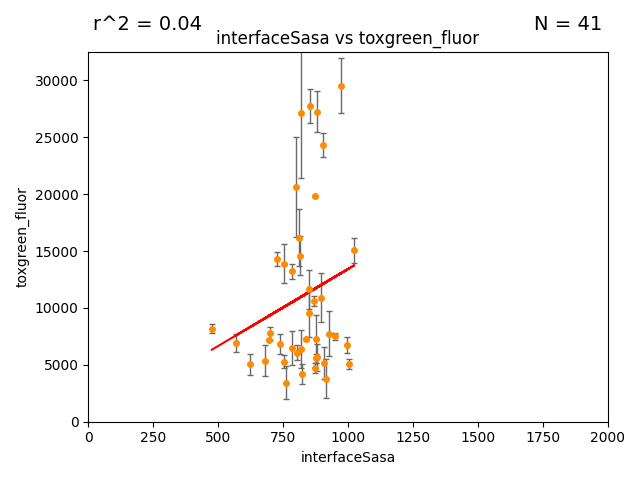 r^2 = 0.04
N = 41
interfaceSasa vs toxgreen_fluor
30000
25000
20000
15000
10000
5000
0
toxgreen_fluor
0 250 500 750 1000 1250 1500 1750 2000
interfaceSasa